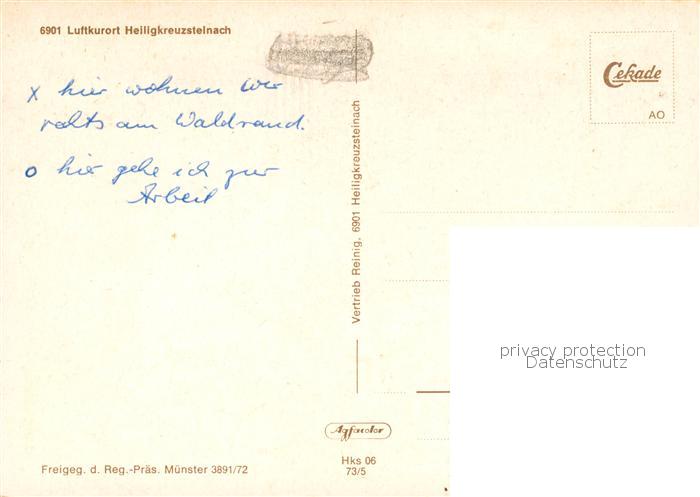 6901 Luftkurort Heiligkreuzsteinach
x hier wohnen wir
rechts am Waldrand.
o hier gehe ich zur
Arbeit
Freigeg. d. Reg.-Präs. Münster 3891/72
Vertrieb Reinig, 6901 Heiligkreuzsteinach
Agfacolor
Hks 06
73/5
Cekade
AO
privacy protection
Datenschutz